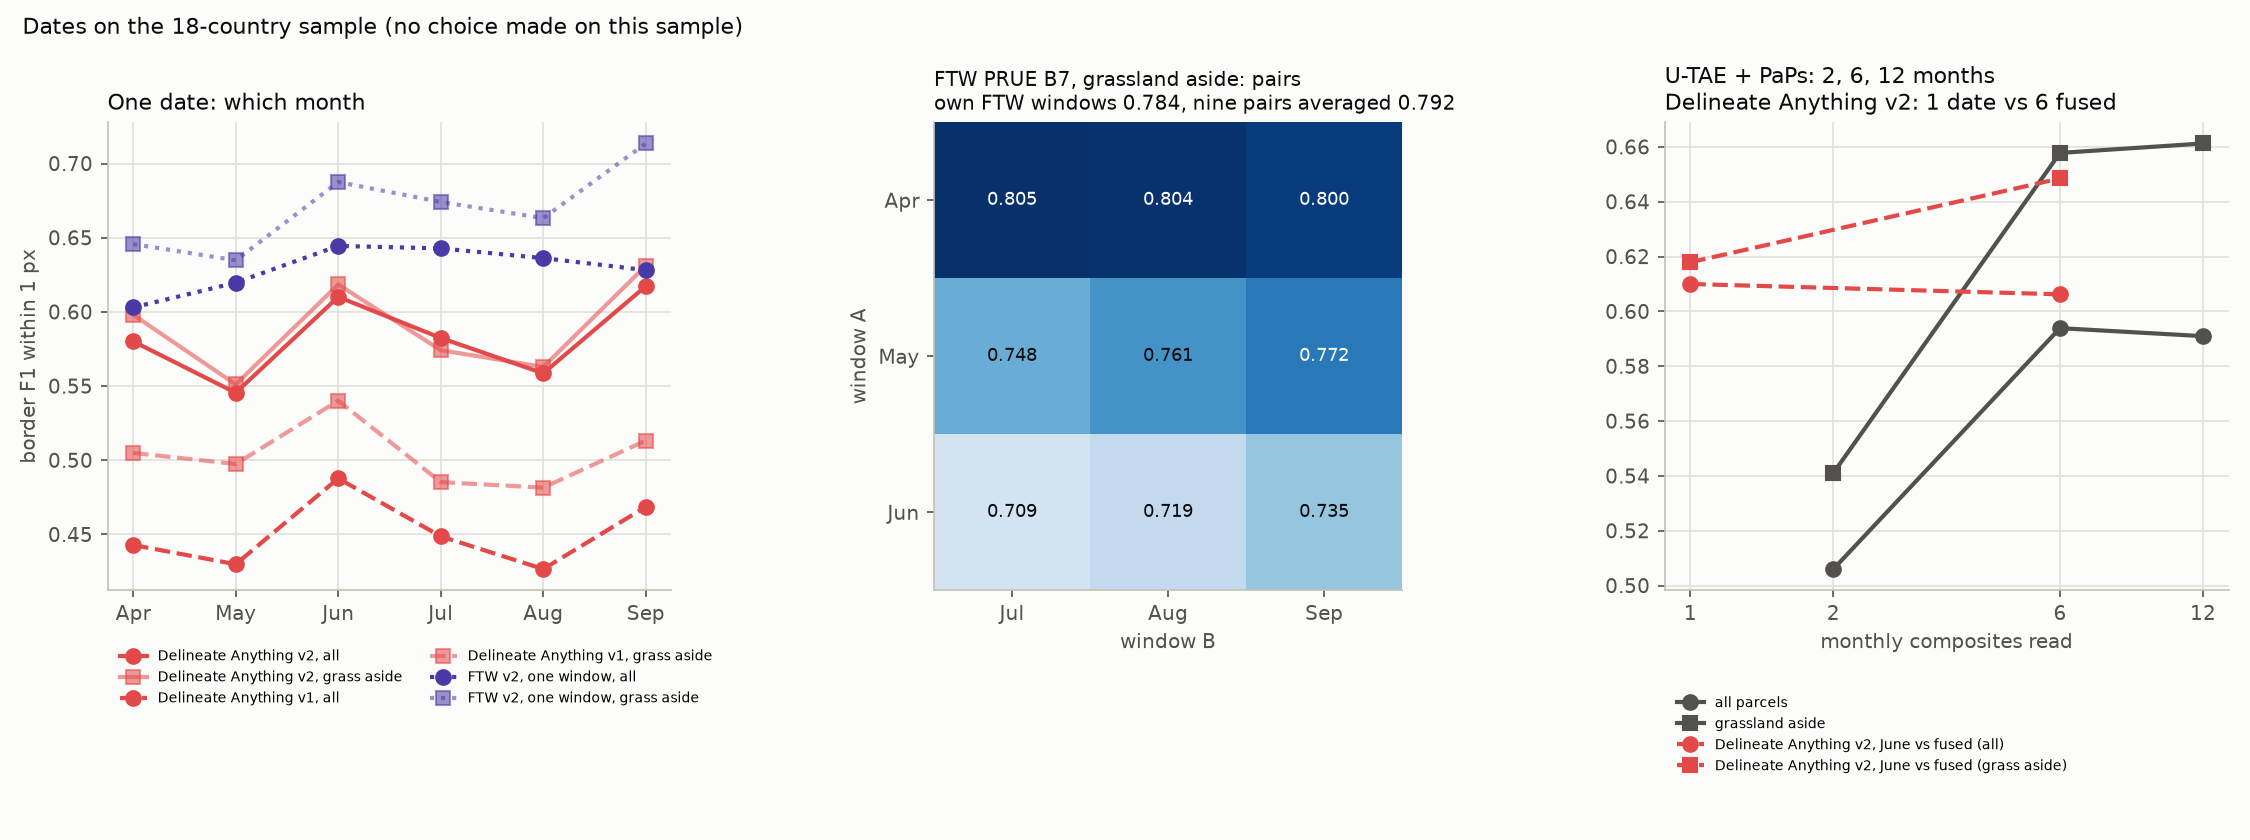 Dates on the 18-country sample (no choice made on this sample)
One date: which month
border F1 within 1 px
0.70
0.65
0.60
0.55
0.50
0.45
Apr
May
Jun
Jul
Aug
Sep
Delineate Anything v2, all
Delineate Anything v2, grass aside
Delineate Anything v1, all
Delineate Anything v1, grass aside
FTW v2, one window, all
FTW v2, one window, grass aside
FTW PRUE B7, grassland aside: pairs
own FTW windows 0.784, nine pairs averaged 0.792
window A
Apr
0.805
0.804
0.800
May
0.748
0.761
0.772
Jun
0.709
0.719
0.735
Jul
Aug
Sep
window B
U-TAE + PaPs: 2, 6, 12 months
Delineate Anything v2: 1 date vs 6 fused
0.66
0.64
0.62
0.60
0.58
0.56
0.54
0.52
0.50
1
2
6
12
monthly composites read
all parcels
grassland aside
Delineate Anything v2, June vs fused (all)
Delineate Anything v2, June vs fused (grass aside)